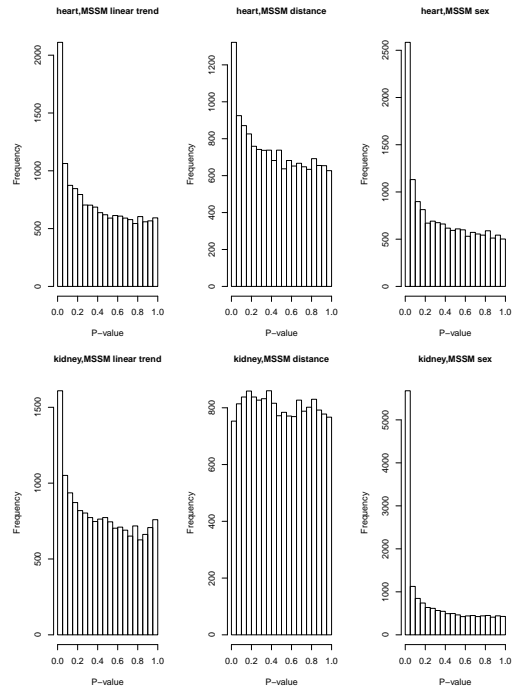 heart,MSSM linear trend
Frequency
0 500 1000 1500 2000
0.0 0.2 0.4 0.6 0.8 1.0
P−value
heart,MSSM distance
Frequency
0 200 400 600 800 1000 1200
0.0 0.2 0.4 0.6 0.8 1.0
P−value
heart,MSSM sex
Frequency
0 500 1000 1500 2000 2500
0.0 0.2 0.4 0.6 0.8 1.0
P−value
kidney,MSSM linear trend
Frequency
0 500 1000 1500
0.0 0.2 0.4 0.6 0.8 1.0
P−value
kidney,MSSM distance
Frequency
0 200 400 600 800
0.0 0.2 0.4 0.6 0.8 1.0
P−value
kidney,MSSM sex
Frequency
0 1000 2000 3000 4000 5000
0.0 0.2 0.4 0.6 0.8 1.0
P−value